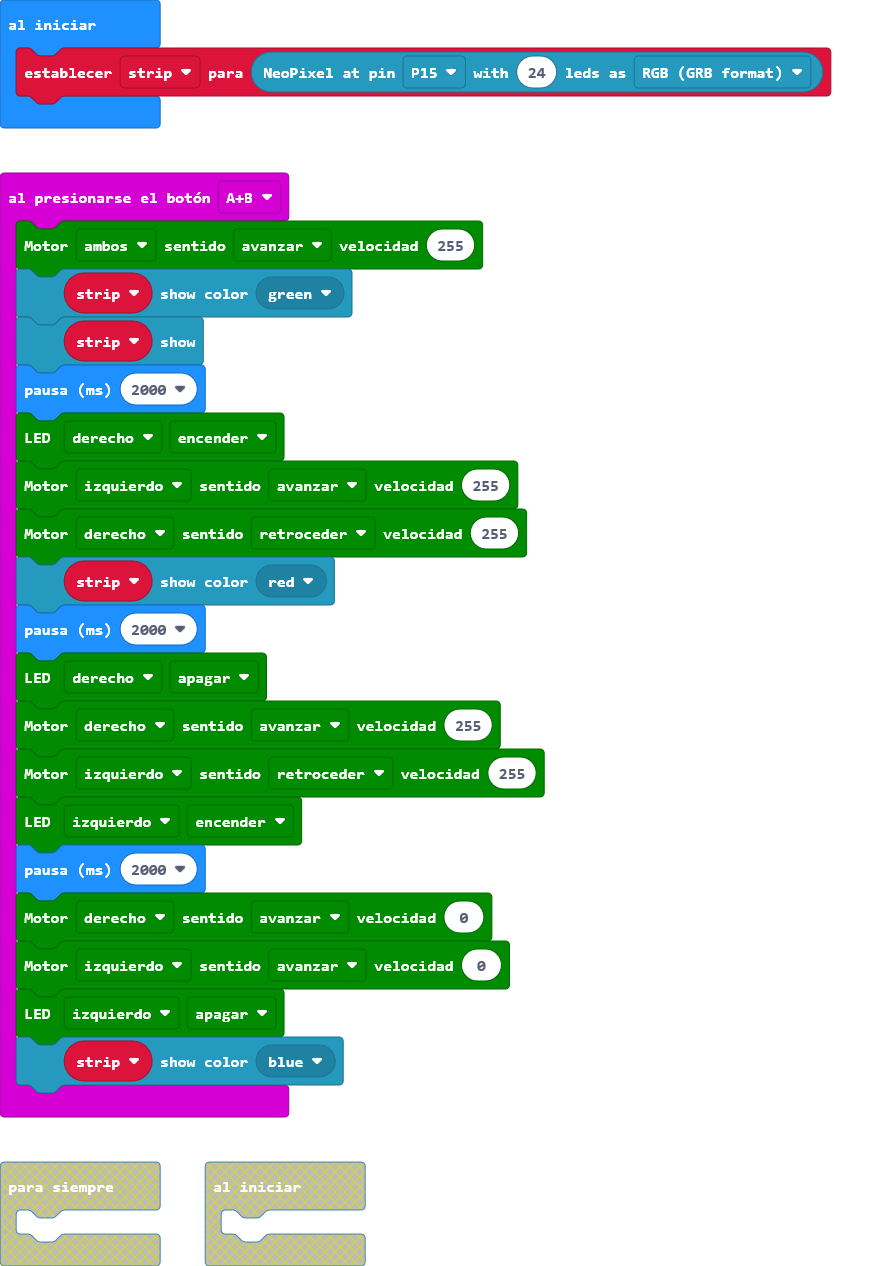 al iniciar
establecer strip para NeoPixel at pin P15 with 24 leds as RGB (GRB format)
al presionarse el botón A+B
Motor ambos sentido avanzar velocidad 255
strip show color green
strip show
pausa (ms) 2000
LED derecho encender
Motor izquierdo sentido avanzar velocidad 255
Motor derecho sentido retroceder velocidad 255
strip show color red
pausa (ms) 2000
LED derecho apagar
Motor derecho sentido avanzar velocidad 255
Motor izquierdo sentido retroceder velocidad 255
LED izquierdo encender
pausa (ms) 2000
Motor derecho sentido avanzar velocidad 0
Motor izquierdo sentido avanzar velocidad 0
LED izquierdo apagar
strip show color blue
para siempre
al iniciar